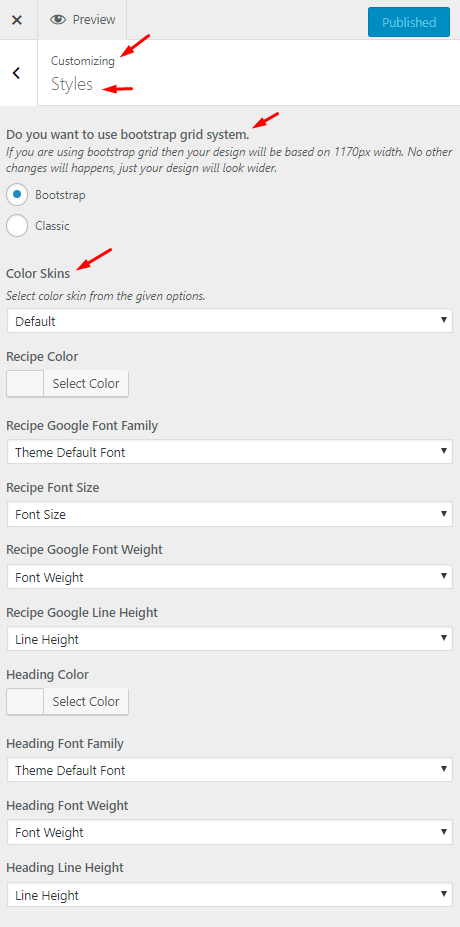 Preview
Published
Customizing
Styles
Do you want to use bootstrap grid system.
If you are using bootstrap grid then your design will be based on 1170px width. No other
changes will happens, just your design will look wider.
Bootstrap
Classic
Color Skins
Select color skin from the given options.
Default
Recipe Color
Select Color
Recipe Google Font Family
Theme Default Font
Recipe Font Size
Font Size
Recipe Google Font Weight
Font Weight
Recipe Google Line Height
Line Height
Heading Color
Select Color
Heading Font Family
Theme Default Font
Heading Font Weight
Font Weight
Heading Line Height
Line Height